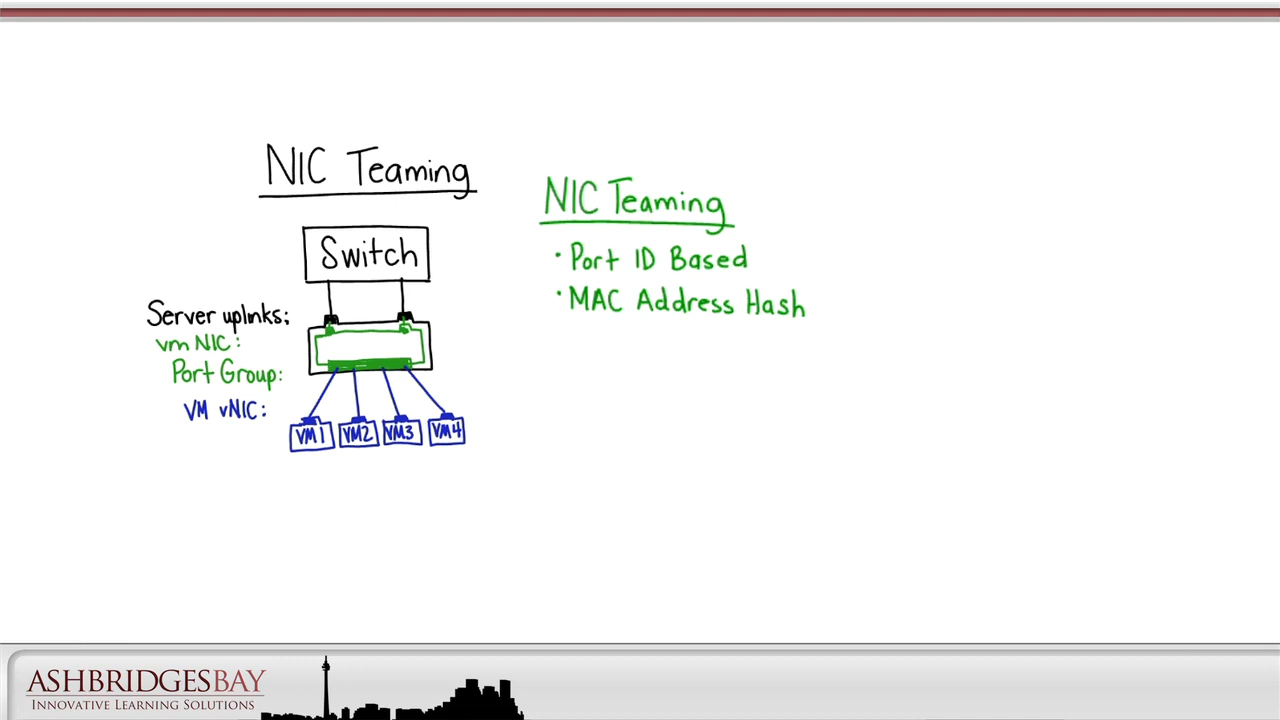 NIC Teaming
Switch
Server uplinks:
vm NIC:
Port Group:
VM vNIC:
VM1 VM2 VM3 VM4
NIC Teaming
· Port ID Based
· MAC Address Hash
ASHBRIDGESBAY
INNOVATIVE LEARNING SOLUTIONS